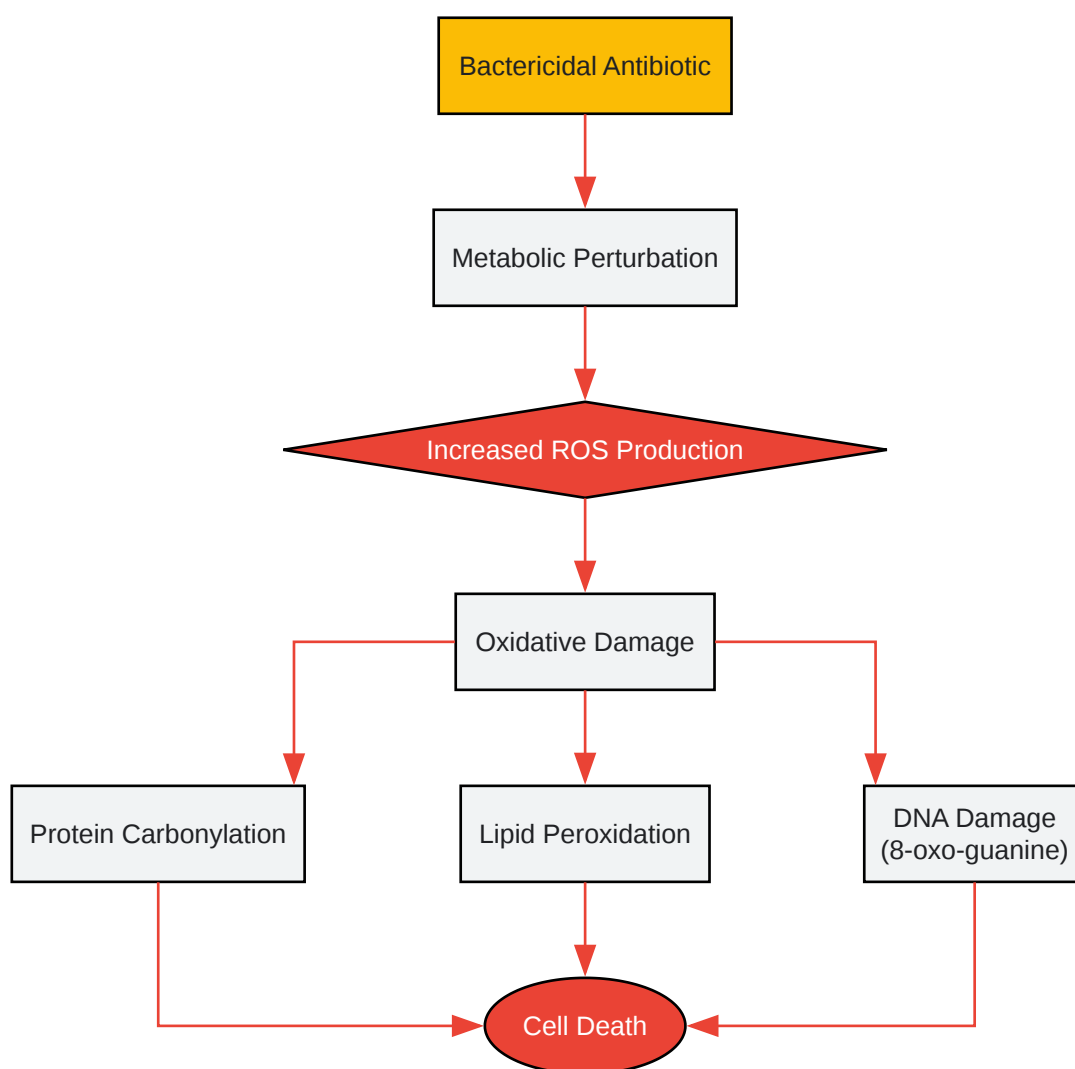 Bactericidal Antibiotic
Metabolic Perturbation
Increased ROS Production
Oxidative Damage
Protein Carbonylation
Lipid Peroxidation
DNA Damage
(8-oxo-guanine)
Cell Death